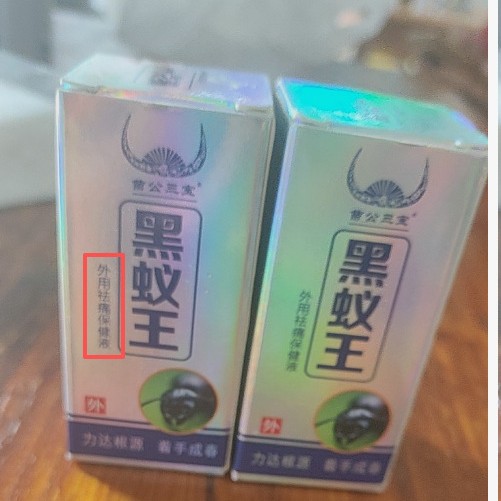 苗公三宝®
黑蚁王
外用祛痛保健液
外
力达根源 着手成春
苗公三宝®
黑蚁王
外用祛痛保健液
外
力达根源 着手成春